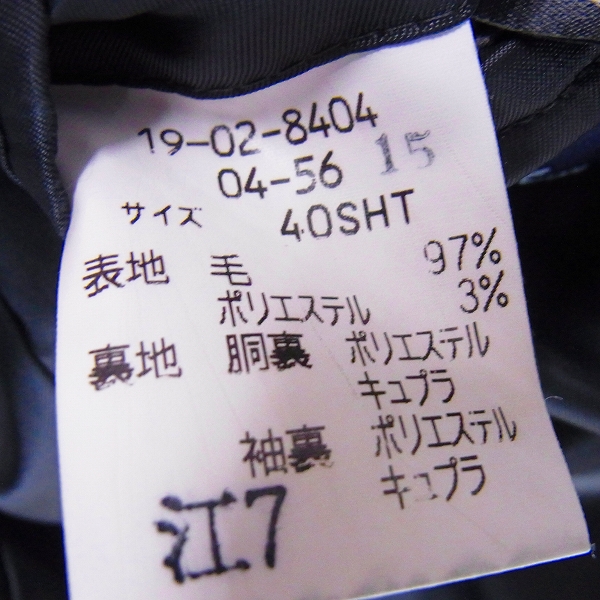 19-02-8404
04-56 15
サイズ 40SHT
表地 毛 97%
ポリエステル 3%
裏地 胴裏 ポリエステル
キュプラ
袖裏 ポリエステル
キュプラ
江7